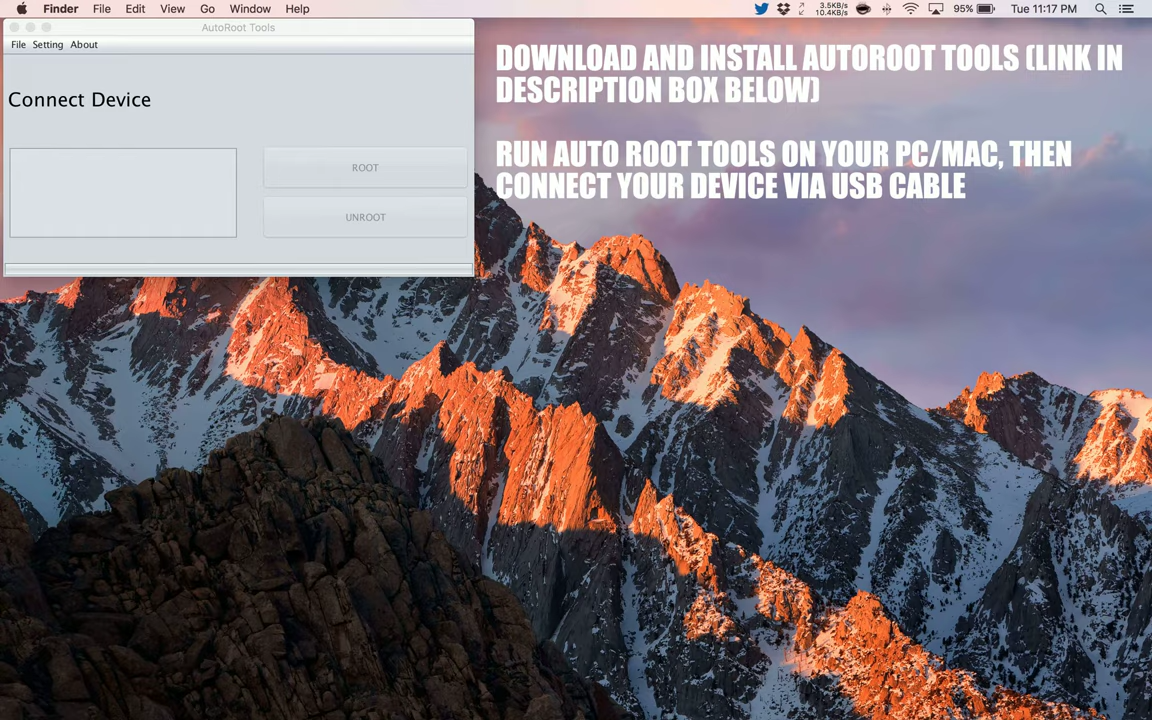 Finder File Edit View Go Window Help 3.5KB/s 10.4KB/s 95% Tue 11:17 PM
AutoRoot Tools
File Setting About
Connect Device
ROOT
UNROOT
DOWNLOAD AND INSTALL AUTOROOT TOOLS (LINK IN
DESCRIPTION BOX BELOW)
RUN AUTO ROOT TOOLS ON YOUR PC/MAC, THEN
CONNECT YOUR DEVICE VIA USB CABLE